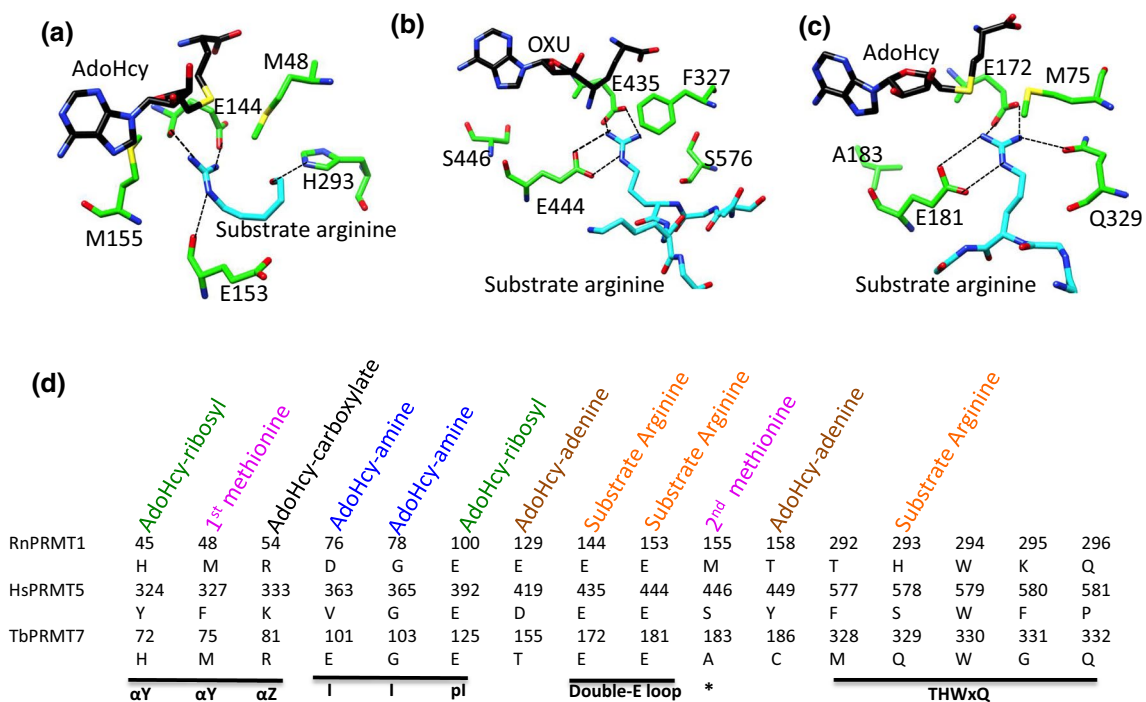 (a)
AdoHcy
M48
E144
H293
M155
Substrate arginine
E153
(b)
OXU
E435
F327
S446
S576
E444
Substrate arginine
(c)
AdoHcy
E172
M75
A183
E181
Q329
Substrate arginine
(d)
AdoHcy-ribosyl
1st methionine
AdoHcy-carboxylate
AdoHcy-amine
AdoHcy-amine
AdoHcy-ribosyl
AdoHcy-adenine
Substrate Arginine
Substrate Arginine
2nd methionine
AdoHcy-adenine
Substrate Arginine
RnPRMT1 45 48 54 76 78 100 129 144 153 155 158 292 293 294 295 296
H M R D G E E E E M T T H W K Q
HsPRMT5 324 327 333 363 365 392 419 435 444 446 449 577 578 579 580 581
Y F K V G E D E E S Y F S W F P
TbPRMT7 72 75 81 101 103 125 155 172 181 183 186 328 329 330 331 332
H M R E G E T E E A C M Q W G Q
αY αY αZ I I pI Double-E loop * THWxQ